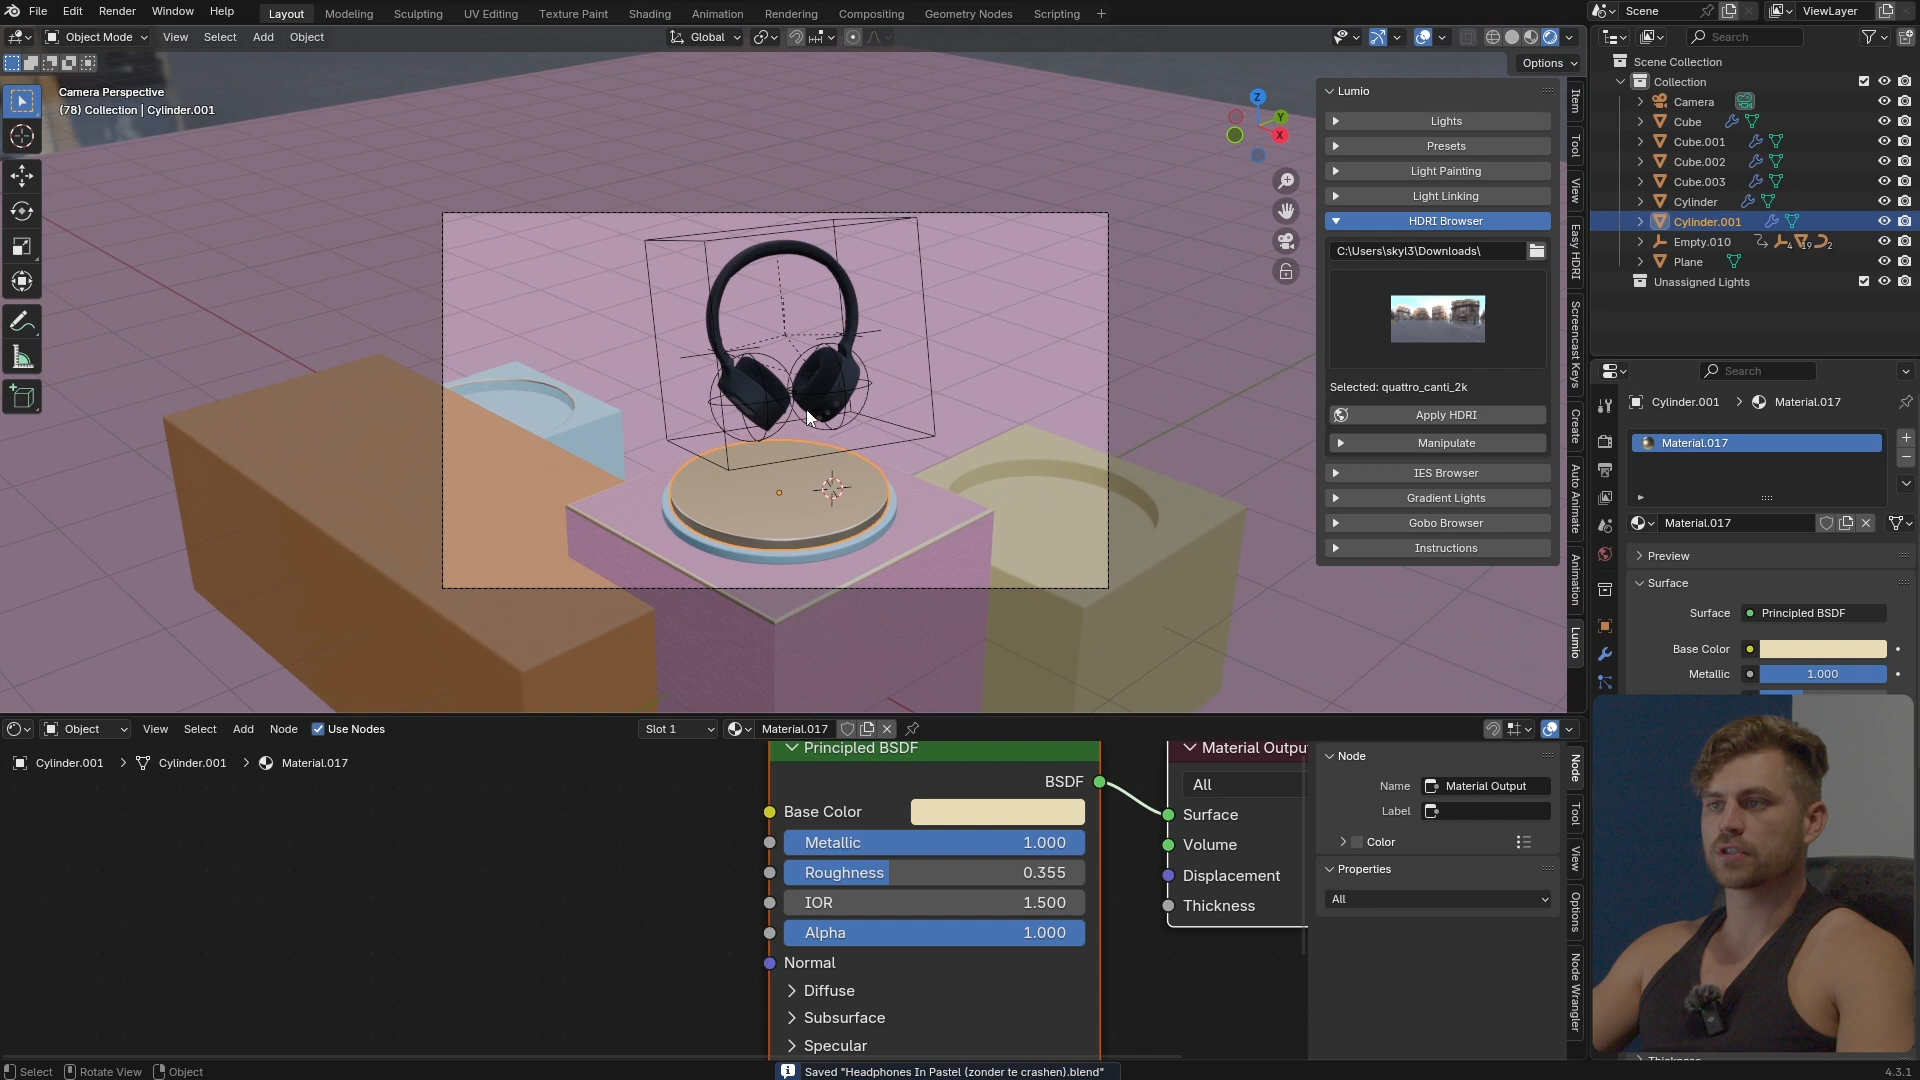 File Edit Render Window Help
Layout Modeling Sculpting UV Editing Texture Paint Shading Animation Rendering Compositing Geometry Nodes Scripting +
Scene
ViewLayer
Object Mode View Select Add Object
Global
Options
Search
Camera Perspective
(78) Collection | Cylinder.001
Z
Y
X
Lumio
Lights
Presets
Light Painting
Light Linking
HDRI Browser
C:\Users\skyl3\Downloads\
Selected: quattro_canti_2k
Apply HDRI
Manipulate
IES Browser
Gradient Lights
Gobo Browser
Instructions
Item
Tool
View
Easy HDRI
Screencast Keys
Create
Auto Animate
Animation
Lumio
Scene Collection
Collection
Camera
Cube
Cube.001
Cube.002
Cube.003
Cylinder
Cylinder.001
Empty.010
4
19
2
Plane
Unassigned Lights
Search
Cylinder.001 > Material.017
Material.017
Material.017
Preview
Surface
Surface Principled BSDF
Base Color
Metallic 1.000
Object View Select Add Node Use Nodes
Slot 1
Material.017
Cylinder.001 > Cylinder.001 > Material.017
Principled BSDF
BSDF
Base Color
Metallic 1.000
Roughness 0.355
IOR 1.500
Alpha 1.000
Normal
Diffuse
Subsurface
Specular
Material Outpu
All
Surface
Volume
Displacement
Thickness
Node
Name Material Output
Label
Color
Properties
All
Node
Tool
View
Options
Node Wrangler
Select Rotate View Object
Saved "Headphones In Pastel (zonder te crashen).blend"
4.3.1